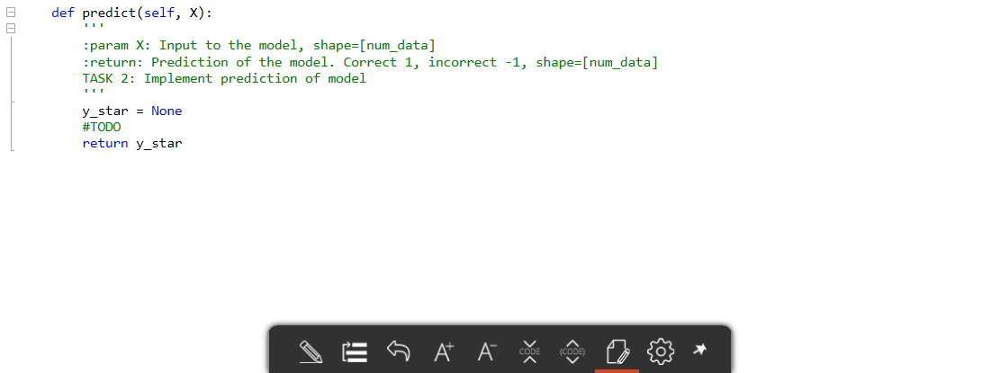 def predict(self, X):
'''
:param X: Input to the model, shape=[num_data]
:return: Prediction of the model. Correct 1, incorrect -1, shape=[num_data]
TASK 2: Implement prediction of model
'''
y_star = None
#TODO
return y_star
A+ A- CODE (CODE)